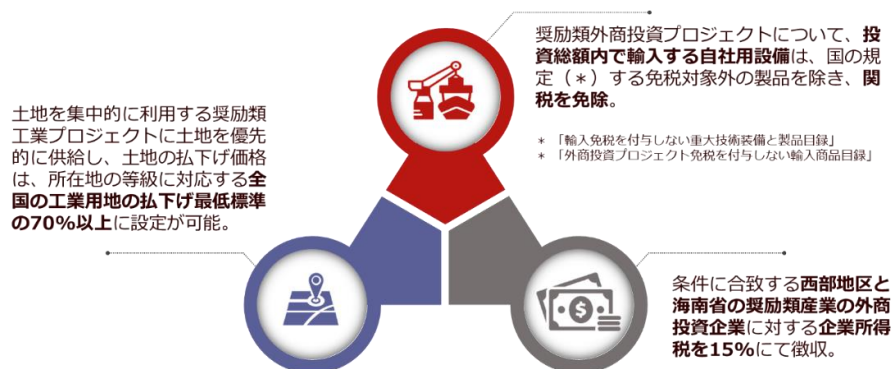 奨励類外商投資プロジェクトについて、投
資総額内で輸入する自社用設備は、国の規
定（＊）する免税対象外の製品を除き、関
税を免除。
＊ 「輸入免税を付与しない重大技術装備と製品目録」
＊ 「外商投資プロジェクト免税を付与しない輸入商品目録」
土地を集中的に利用する奨励類
工業プロジェクトに土地を優先
的に供給し、土地の払下げ価格
は、所在地の等級に対応する全
国の工業用地の払下げ最低標準
の70%以上に設定が可能。
条件に合致する西部地区と
海南省の奨励類産業の外商
投資企業に対する企業所得
税を15%にて徴収。